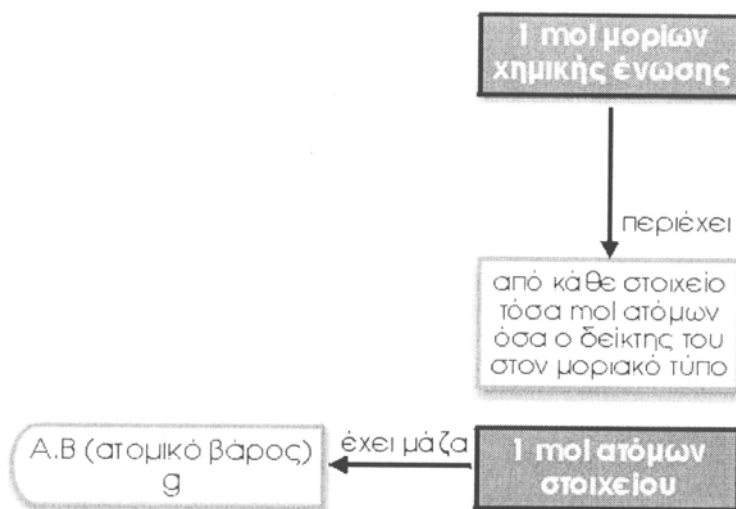 1 mol μορίων
χημικής ένωσης
περιέχει
από κάθε στοιχείο
τόσα mol ατόμων
όσα ο δείκτης του
στον μοριακό τύπο
Α.Β (ατομικό βάρος)
g
έχει μάζα
1 mol ατόμων
στοιχείου